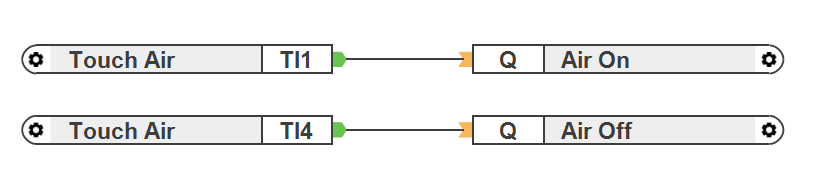 Touch Air TI1 Q Air On
Touch Air TI4 Q Air Off